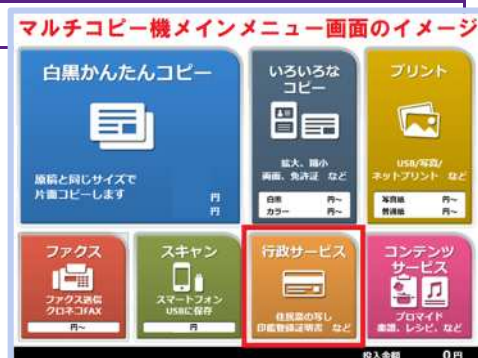 マルチコピー機メインメニュー画面のイメージ
白黒かんたんコピー
原稿と同じサイズで
片面コピーします
円
円
いろいろな
コピー
拡大、縮小
両面、免許証 など
白黒 円～
カラー 円～
プリント
USB/写真/
ネットプリント など
写真紙 円～
普通紙 円～
ファクス
ファクス送信
クロネコFAX
円～
スキャン
スマートフォン
USBに保存
円
行政サービス
住民票の写し
印鑑登録証明書 など
コンテンツ
サービス
ブロマイド
楽譜、レシピ、など
投入金額 0円